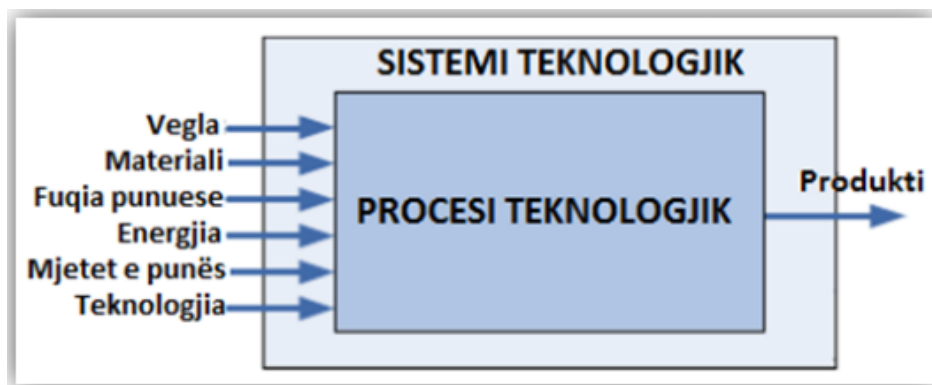 SISTEMI TEKNOLOGJIK
Vegla
Materiali
Fuqia punuese
Energjia
Mjetet e punës
Teknologjia
PROCESI TEKNOLOGJIK
Produkti